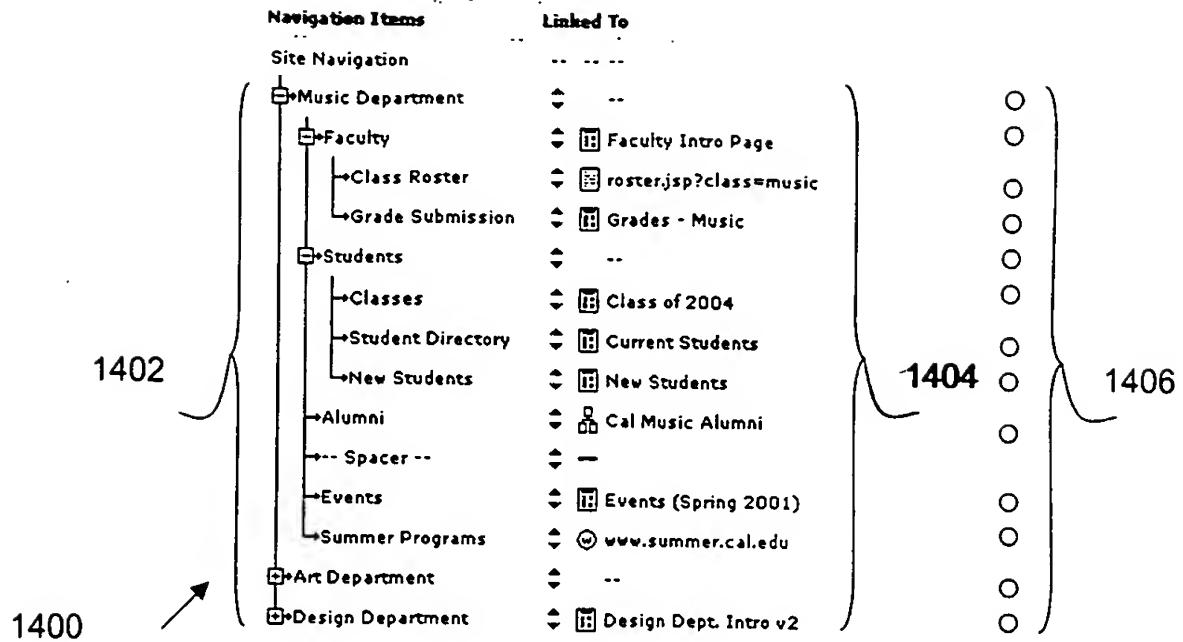 Navigation Items Linked To
Site Navigation -- -- --
Music Department --
Faculty Faculty Intro Page
Class Roster roster.jsp?class=music
Grade Submission Grades - Music
Students --
Classes Class of 2004
Student Directory Current Students
1402 New Students New Students 1404 1406
Alumni Cal Music Alumni
-- Spacer -- —
Events Events (Spring 2001)
Summer Programs www.summer.cal.edu
Art Department --
1400 Design Department Design Dept. Intro v2